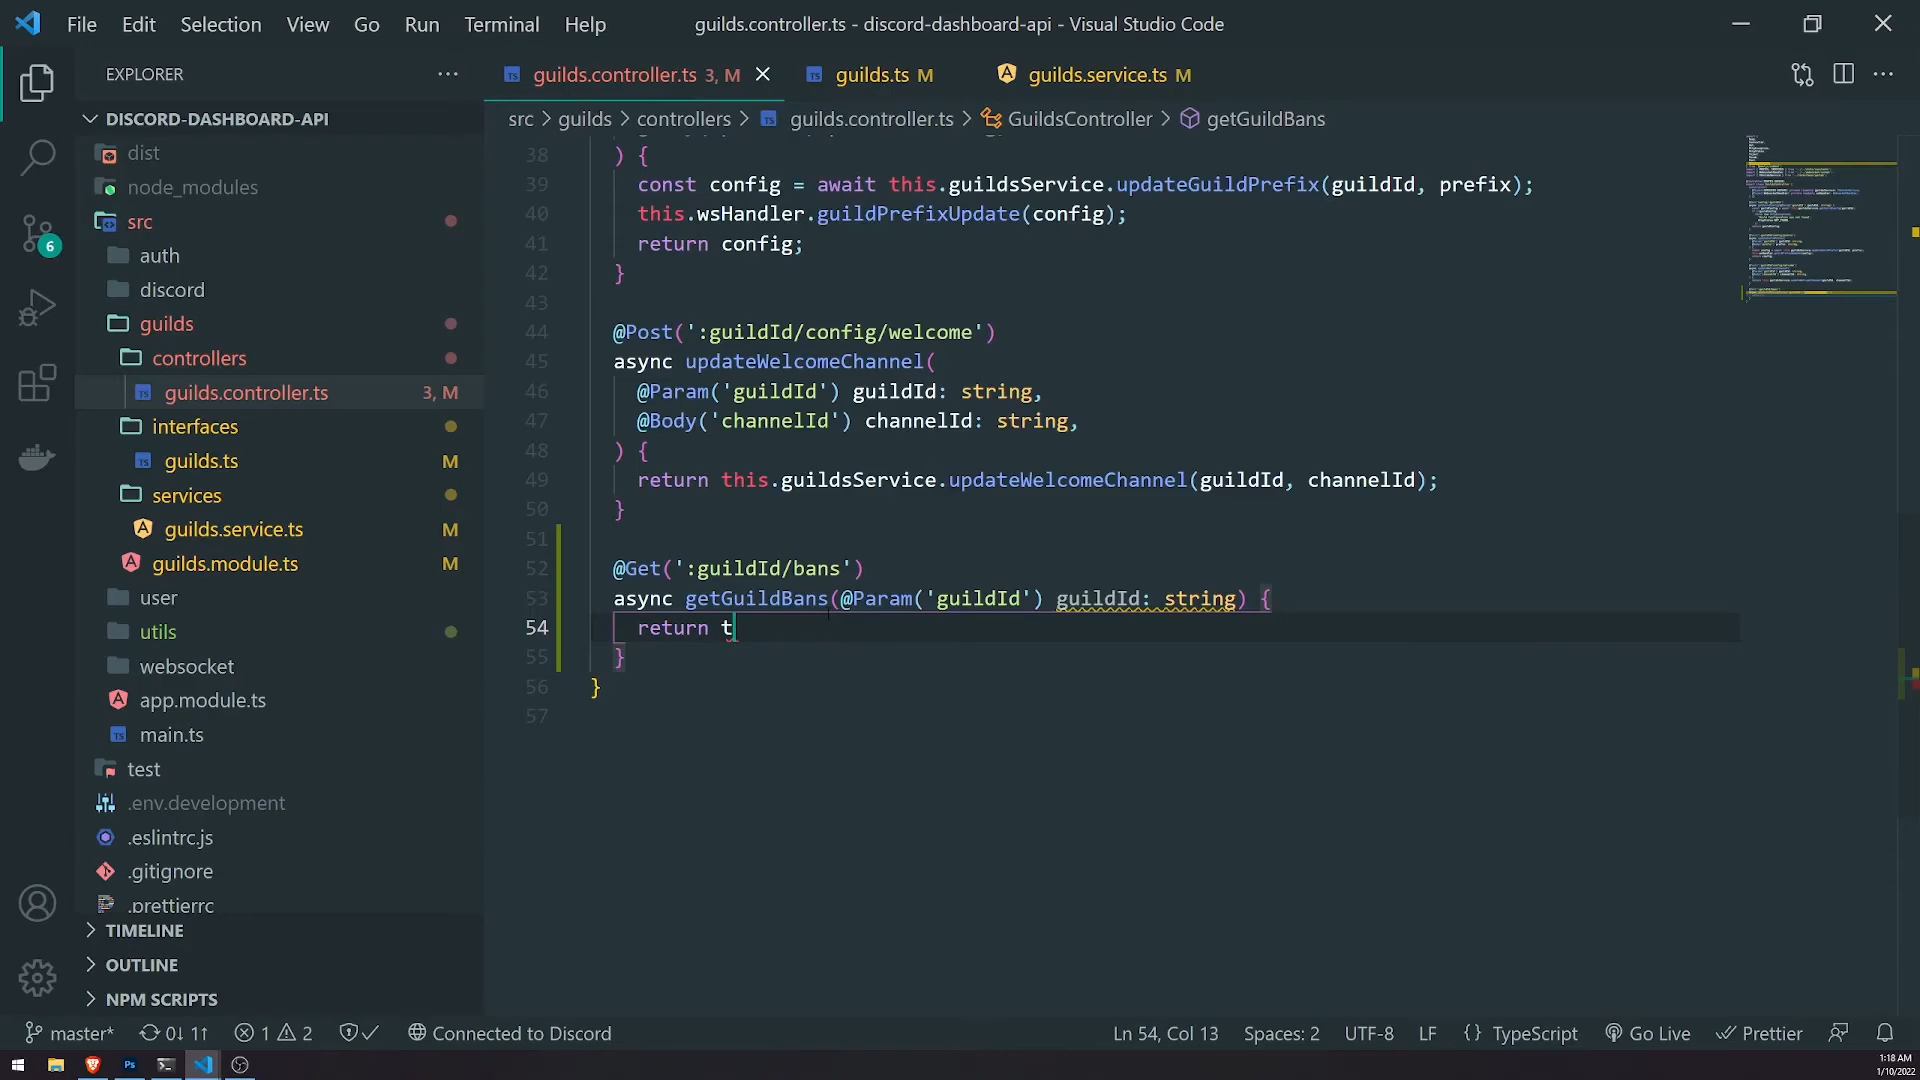 File Edit Selection View Go Run Terminal Help
guilds.controller.ts - discord-dashboard-api - Visual Studio Code
EXPLORER
guilds.controller.ts 3, M
guilds.ts M
guilds.service.ts M
DISCORD-DASHBOARD-API
src > guilds > controllers > guilds.controller.ts > GuildsController > getGuildBans
dist
node_modules
src
auth
discord
guilds
controllers
guilds.controller.ts 3, M
interfaces
guilds.ts M
services
guilds.service.ts M
guilds.module.ts M
user
utils
websocket
app.module.ts
main.ts
test
.env.development
.eslintrc.js
.gitignore
.prettierrc
TIMELINE
OUTLINE
NPM SCRIPTS
6
38 ) {
39 const config = await this.guildsService.updateGuildPrefix(guildId, prefix);
40 this.wsHandler.guildPrefixUpdate(config);
41 return config;
42 }
43
44 @Post(':guildId/config/welcome')
45 async updateWelcomeChannel(
46 @Param('guildId') guildId: string,
47 @Body('channelId') channelId: string,
48 ) {
49 return this.guildsService.updateWelcomeChannel(guildId, channelId);
50 }
51
52 @Get(':guildId/bans')
53 async getGuildBans(@Param('guildId') guildId: string) {
54 return t
55 }
56 }
57
master* 0↓ 1↑ 1 2 Connected to Discord
Ln 54, Col 13 Spaces: 2 UTF-8 LF {} TypeScript Go Live Prettier
Ps
1:18 AM
1/10/2022